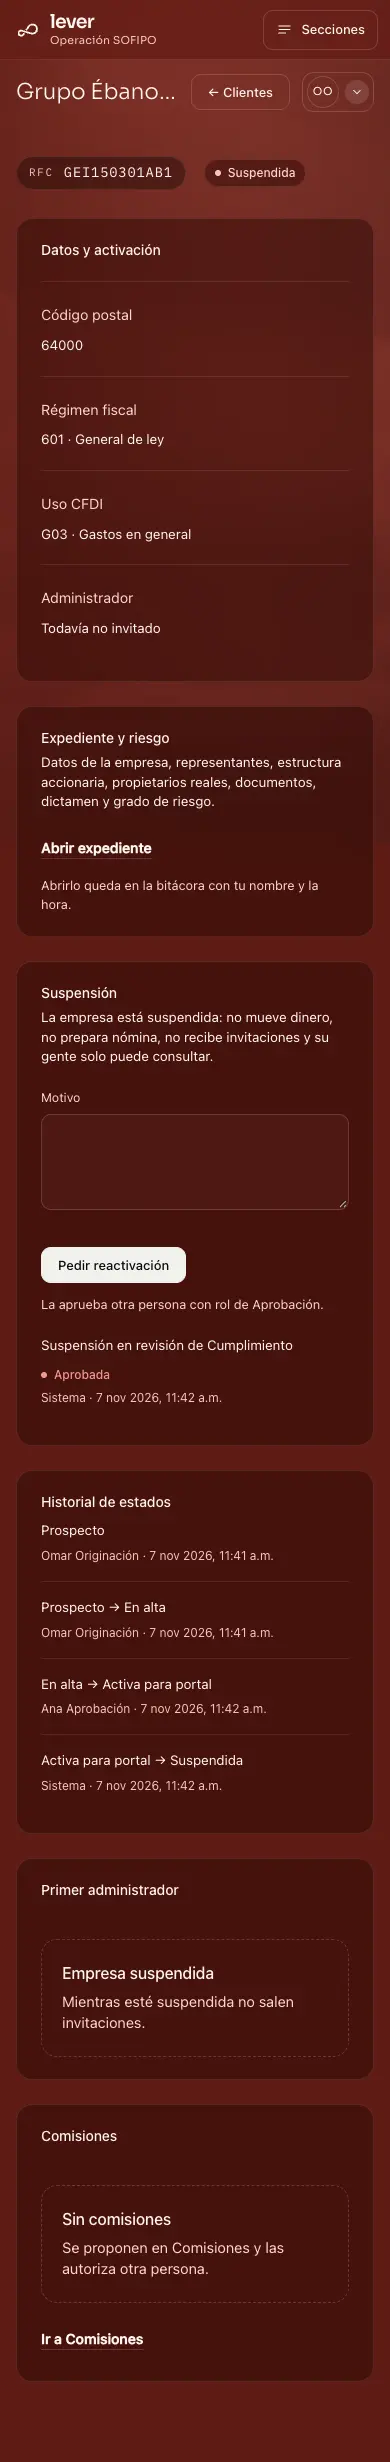 lever
Operación SOFIPO
Secciones
Grupo Ébano...
← Clientes
OO
RFC GEI150301AB1
Suspendida
Datos y activación
Código postal
64000
Régimen fiscal
601 · General de ley
Uso CFDI
G03 · Gastos en general
Administrador
Todavía no invitado
Expediente y riesgo
Datos de la empresa, representantes, estructura
accionaria, propietarios reales, documentos,
dictamen y grado de riesgo.
Abrir expediente
Abrirlo queda en la bitácora con tu nombre y la
hora.
Suspensión
La empresa está suspendida: no mueve dinero,
no prepara nómina, no recibe invitaciones y su
gente solo puede consultar.
Motivo
Pedir reactivación
La aprueba otra persona con rol de Aprobación.
Suspensión en revisión de Cumplimiento
Aprobada
Sistema · 7 nov 2026, 11:42 a.m.
Historial de estados
Prospecto
Omar Originación · 7 nov 2026, 11:41 a.m.
Prospecto → En alta
Omar Originación · 7 nov 2026, 11:41 a.m.
En alta → Activa para portal
Ana Aprobación · 7 nov 2026, 11:42 a.m.
Activa para portal → Suspendida
Sistema · 7 nov 2026, 11:42 a.m.
Primer administrador
Empresa suspendida
Mientras esté suspendida no salen
invitaciones.
Comisiones
Sin comisiones
Se proponen en Comisiones y las
autoriza otra persona.
Ir a Comisiones